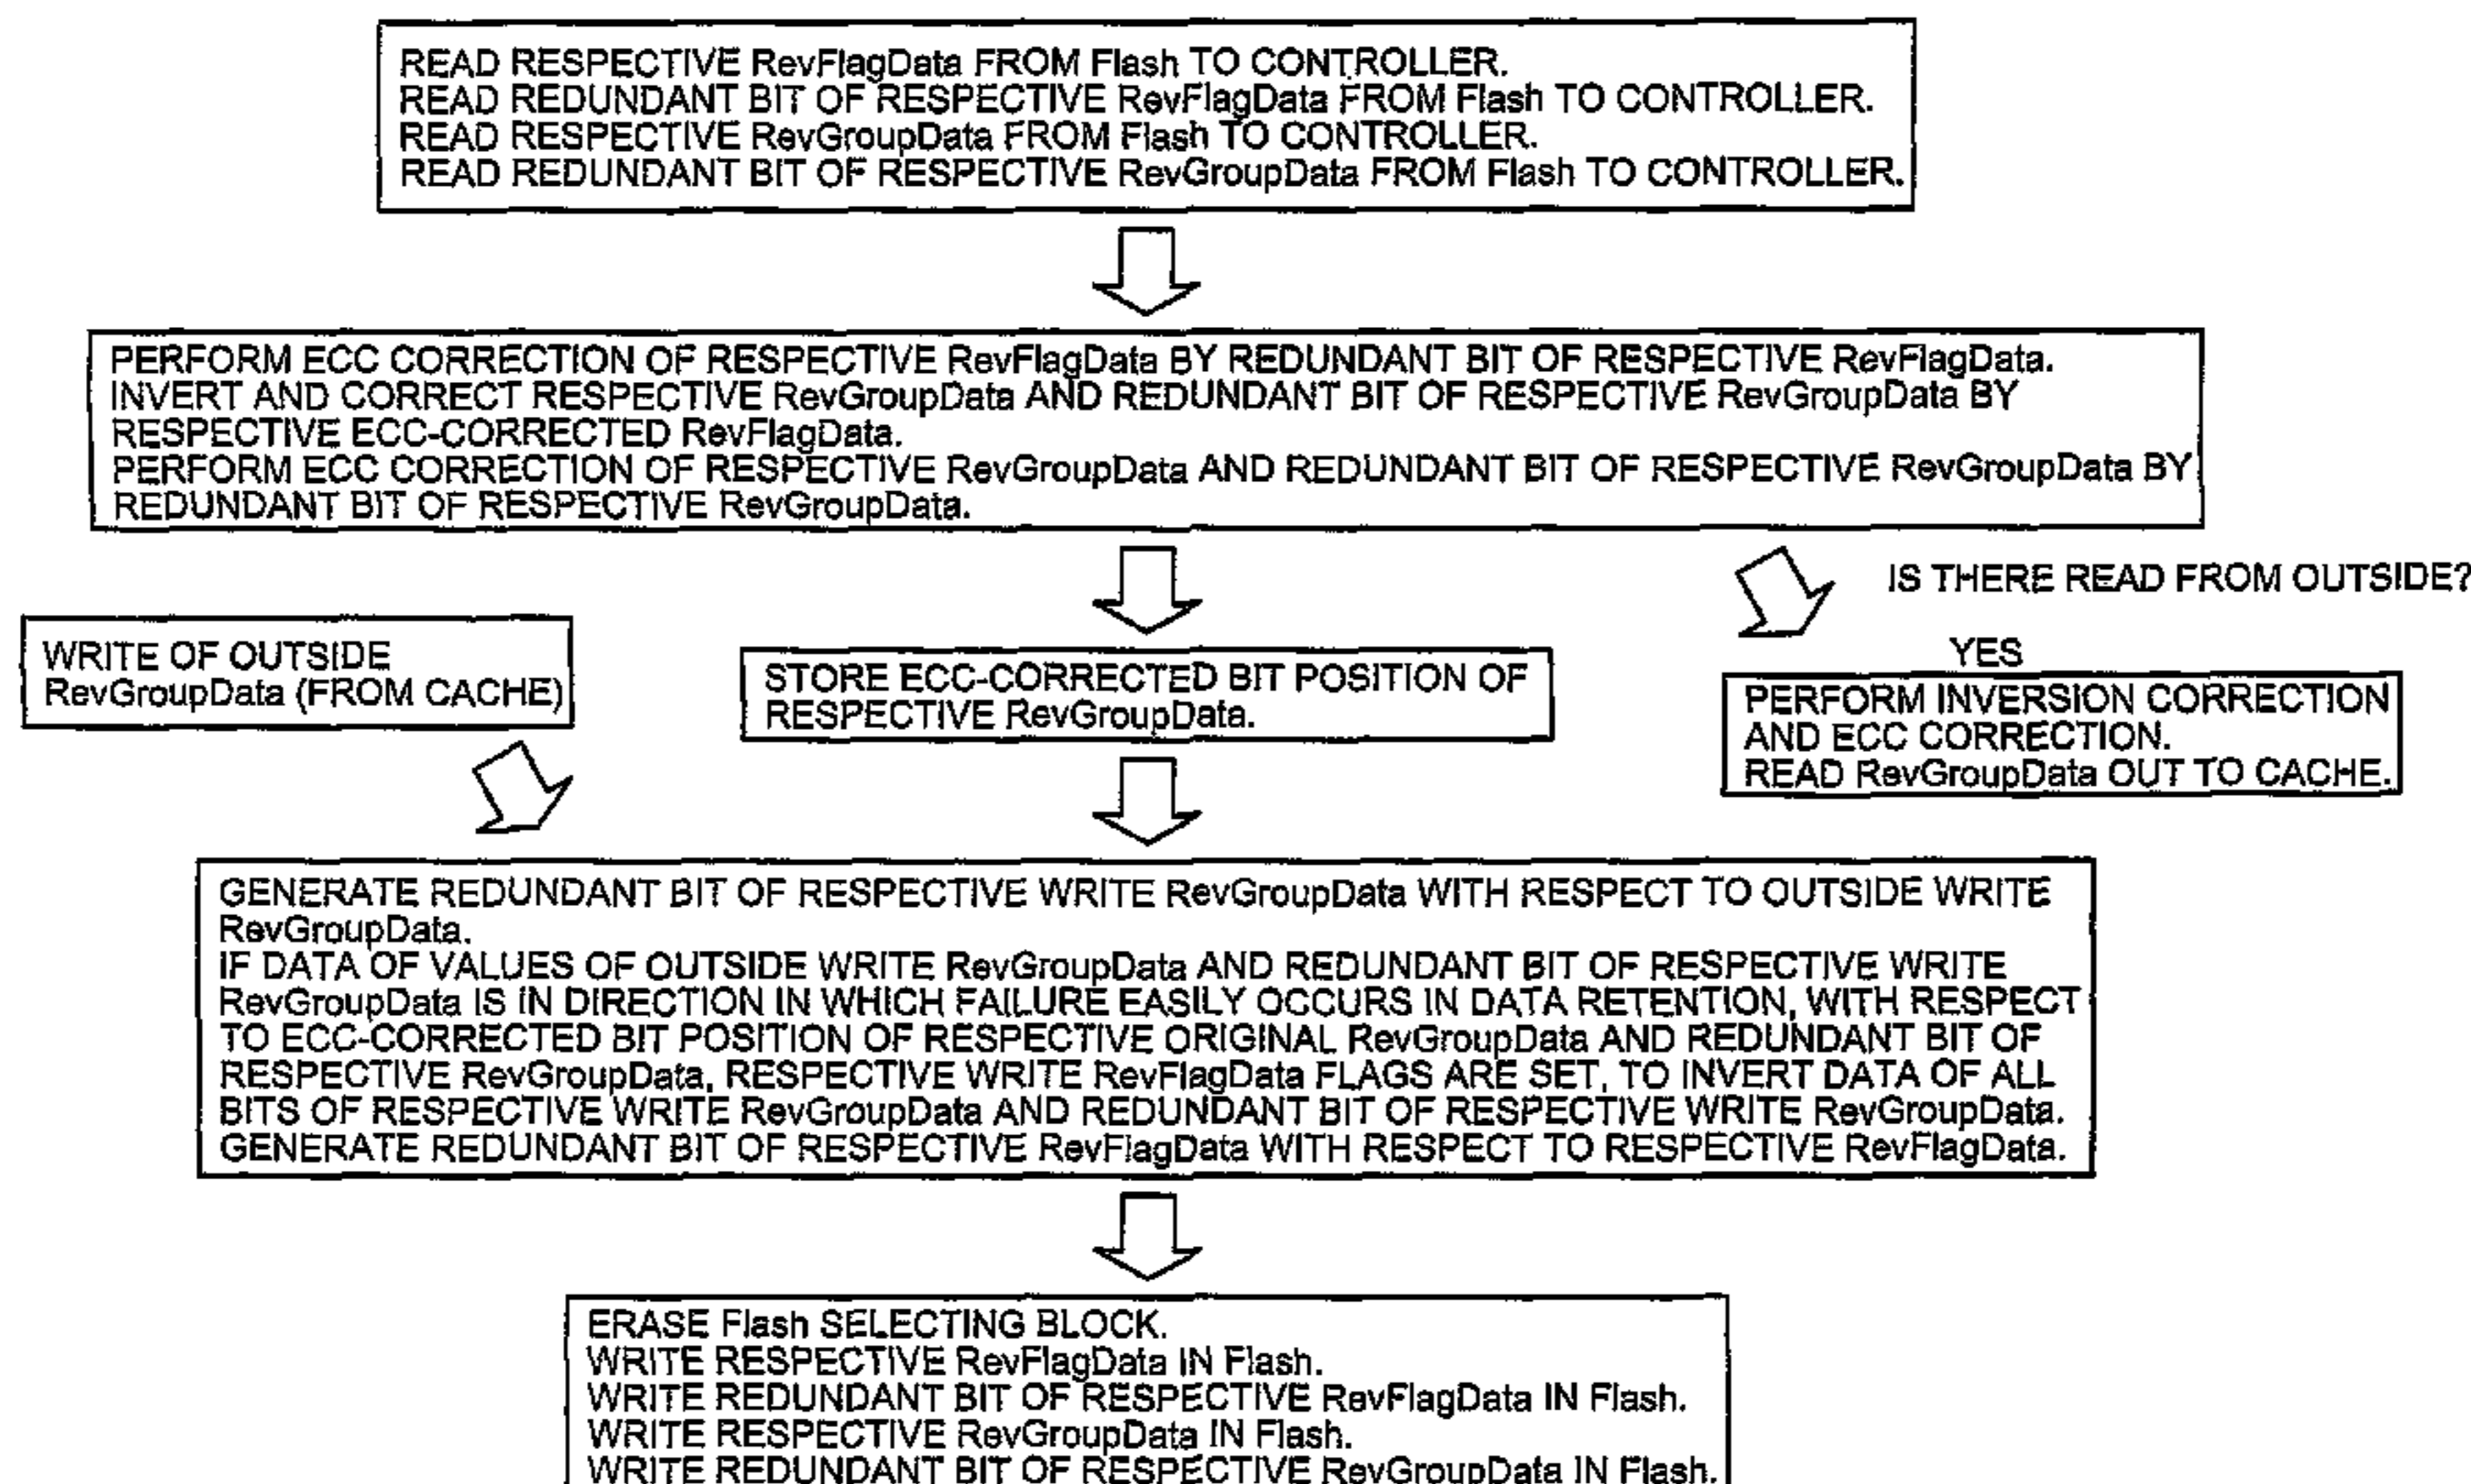 READ RESPECTIVE RevFlagData FROM Flash TO CONTROLLER.
READ REDUNDANT BIT OF RESPECTIVE RevFlagData FROM Flash TO CONTROLLER.
READ RESPECTIVE RevGroupData FROM Flash TO CONTROLLER.
READ REDUNDANT BIT OF RESPECTIVE RevGroupData FROM Flash TO CONTROLLER.
PERFORM ECC CORRECTION OF RESPECTIVE RevFlagData BY REDUNDANT BIT OF RESPECTIVE RevFlagData.
INVERT AND CORRECT RESPECTIVE RevGroupData AND REDUNDANT BIT OF RESPECTIVE RevGroupData BY
RESPECTIVE ECC-CORRECTED RevFlagData.
PERFORM ECC CORRECTION OF RESPECTIVE RevGroupData AND REDUNDANT BIT OF RESPECTIVE RevGroupData BY
REDUNDANT BIT OF RESPECTIVE RevGroupData.
IS THERE READ FROM OUTSIDE?
YES
WRITE OF OUTSIDE
RevGroupData (FROM CACHE)
STORE ECC-CORRECTED BIT POSITION OF
RESPECTIVE RevGroupData.
PERFORM INVERSION CORRECTION
AND ECC CORRECTION.
READ RevGroupData OUT TO CACHE.
GENERATE REDUNDANT BIT OF RESPECTIVE WRITE RevGroupData WITH RESPECT TO OUTSIDE WRITE
RevGroupData.
IF DATA OF VALUES OF OUTSIDE WRITE RevGroupData AND REDUNDANT BIT OF RESPECTIVE WRITE
RevGroupData IS IN DIRECTION IN WHICH FAILURE EASILY OCCURS IN DATA RETENTION, WITH RESPECT
TO ECC-CORRECTED BIT POSITION OF RESPECTIVE ORIGINAL RevGroupData AND REDUNDANT BIT OF
RESPECTIVE RevGroupData, RESPECTIVE WRITE RevFlagData FLAGS ARE SET, TO INVERT DATA OF ALL
BITS OF RESPECTIVE WRITE RevGroupData AND REDUNDANT BIT OF RESPECTIVE WRITE RevGroupData.
GENERATE REDUNDANT BIT OF RESPECTIVE RevFlagData WITH RESPECT TO RESPECTIVE RevFlagData.
ERASE Flash SELECTING BLOCK.
WRITE RESPECTIVE RevFlagData IN Flash.
WRITE REDUNDANT BIT OF RESPECTIVE RevFlagData IN Flash.
WRITE RESPECTIVE RevGroupData IN Flash.
WRITE REDUNDANT BIT OF RESPECTIVE RevGroupData IN Flash.